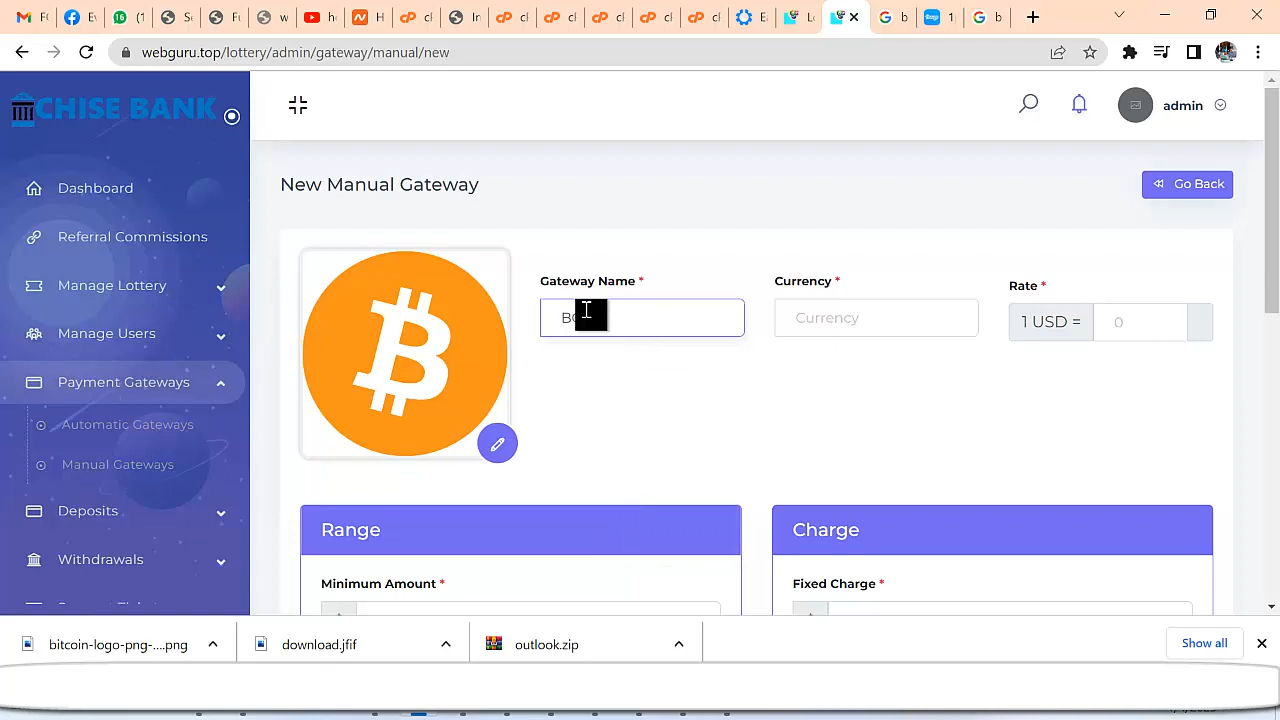 (1
webguru.top/lottery/admin/gateway/manual/new
CHISE BANK
admin
Dashboard
New Manual Gateway
Go Back
Referral Commissions
Gateway Name *
Currency *
Rate *
Manage Lottery
Currency
1 USD =
0
Manage Users
Payment Gateways
Automatic Gateways
Manual Gateways
Deposits
Range
Charge
Withdrawals
Minimum Amount *
Fixed Charge *
bitcoin-logo-png-....png
download.jfif
outlook.zip
Show all